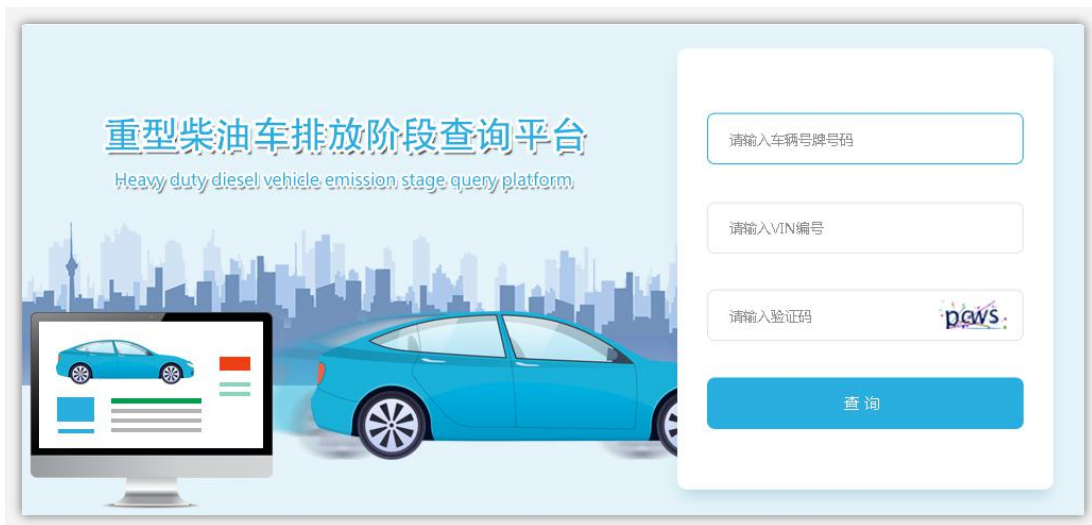 重型柴油车排放阶段查询平台
Heavy duty diesel vehicle emission stage query platform
请输入车辆号牌号码
请输入VIN编号
请输入验证码
查 询